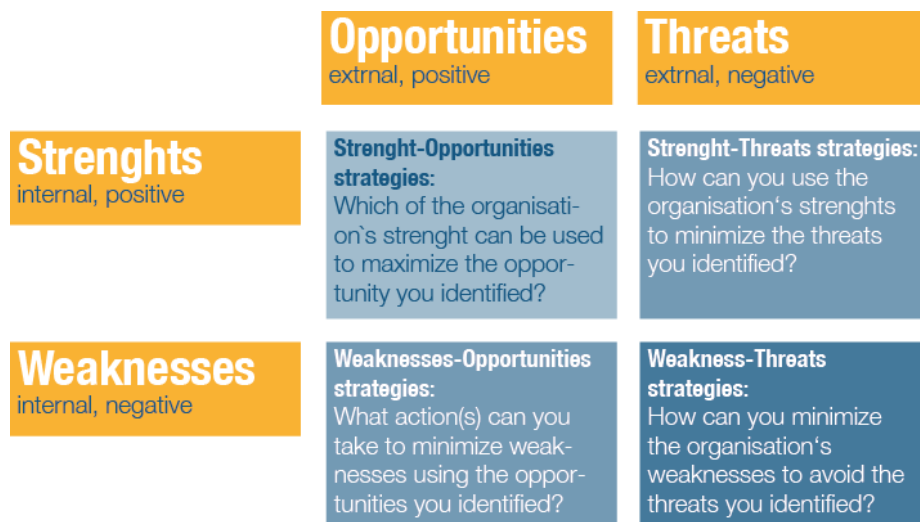 Opportunities
extrnal, positive
Threats
extrnal, negative
Strenghts
internal, positive
Strenght-Opportunities
strategies:
Which of the organisati-
on`s strenght can be used
to maximize the oppor-
tunity you identified?
Strenght-Threats strategies:
How can you use the
organisation‘s strenghts
to minimize the threats
you identified?
Weaknesses
internal, negative
Weaknesses-Opportunities
strategies:
What action(s) can you
take to minimize weak-
nesses using the oppor-
tunities you identified?
Weakness-Threats
strategies:
How can you minimize
the organisation‘s
weaknesses to avoid the
threats you identified?